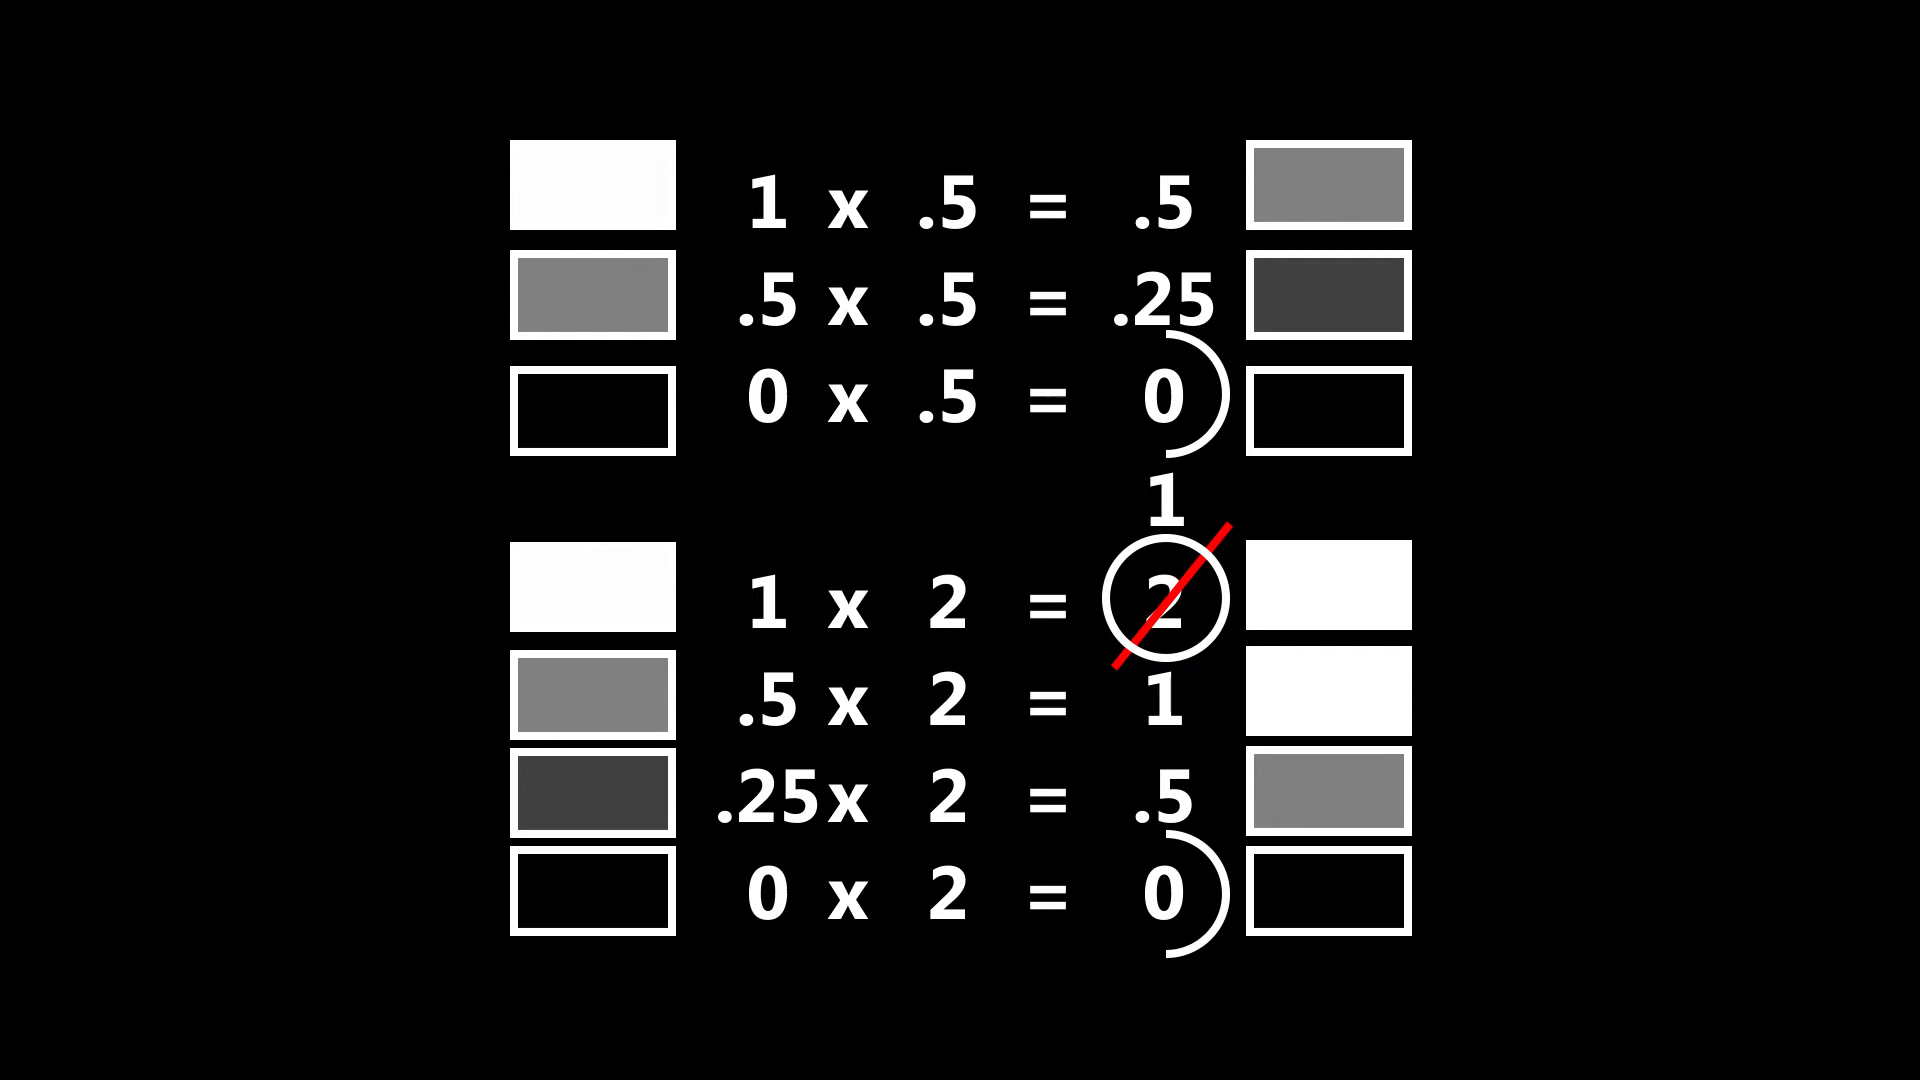 1 x .5 = .5
.5 x .5 = .25
0 x .5 = 0
1
1 x 2 = 2
.5 x 2 = 1
.25 x 2 = .5
0 x 2 = 0